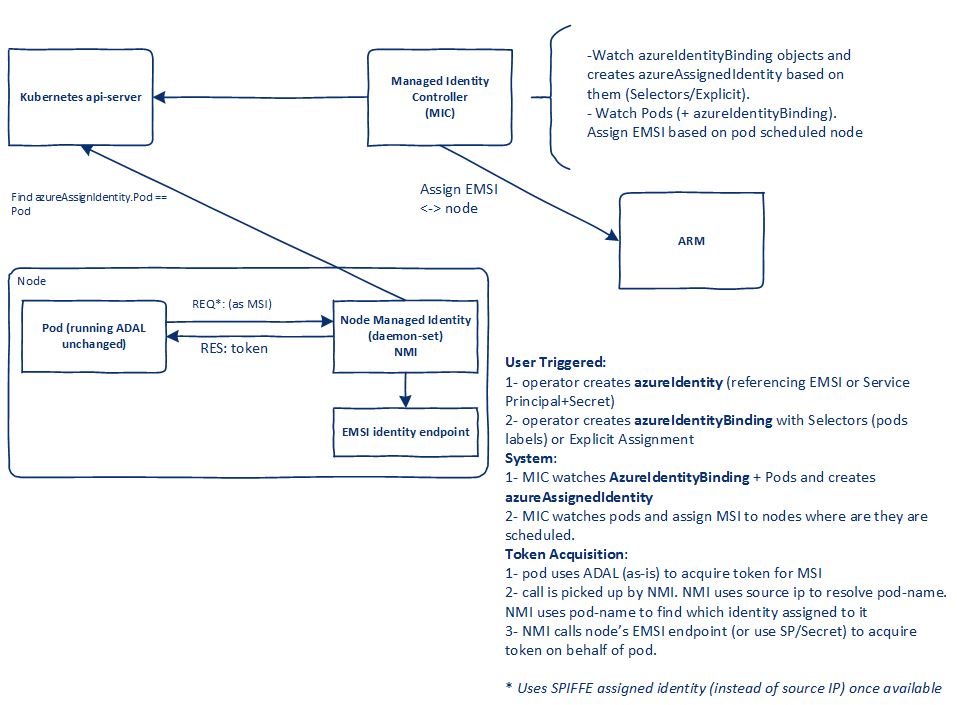 Kubernetes api-server
Managed Identity
Controller
(MIC)
-Watch azureIdentityBinding objects and
creates azureAssignedIdentity based on
them (Selectors/Explicit).
- Watch Pods (+ azureIdentityBinding).
Assign EMSI based on pod scheduled node
Find azureAssignIdentity.Pod ==
Pod
Assign EMSI
<-> node
ARM
Node
Pod (running ADAL
unchanged)
REQ*: (as MSI)
RES: token
Node Managed Identity
(daemon-set)
NMI
EMSI identity endpoint
User Triggered:
1- operator creates azureIdentity (referencing EMSI or Service
Principal+Secret)
2- operator creates azureIdentityBinding with Selectors (pods
labels) or Explicit Assignment
System:
1- MIC watches AzureIdentityBinding + Pods and creates
azureAssignedIdentity
2- MIC watches pods and assign MSI to nodes where are they are
scheduled.
Token Acquisition:
1- pod uses ADAL (as-is) to acquire token for MSI
2- call is picked up by NMI. NMI uses source ip to resolve pod-name.
NMI uses pod-name to find which identity assigned to it
3- NMI calls node's EMSI endpoint (or use SP/Secret) to acquire
token on behalf of pod.
* Uses SPIFFE assigned identity (instead of source IP) once available